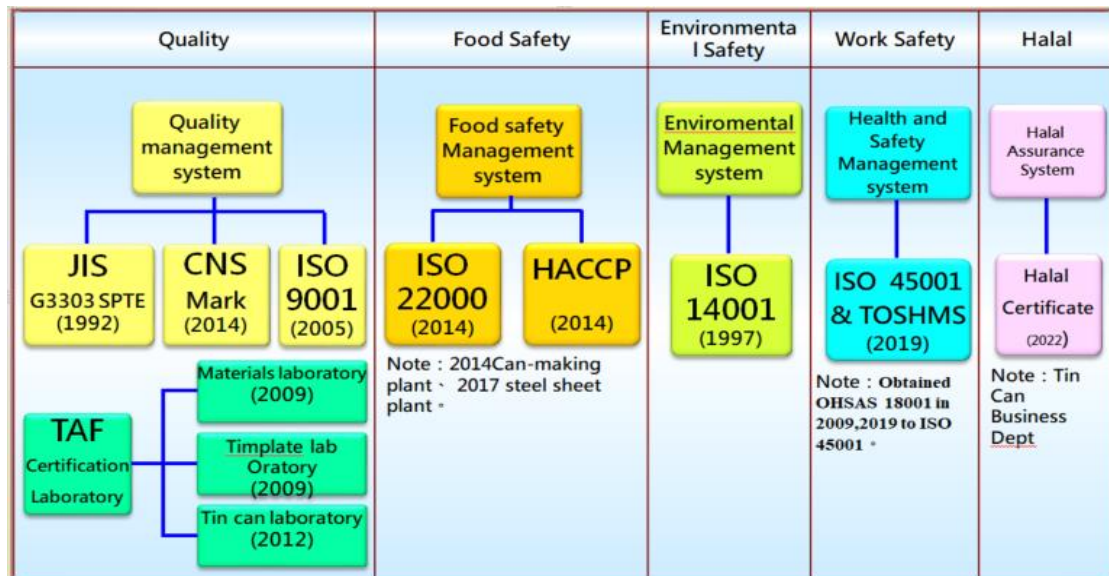 Quality
Food Safety
Environmenta
l Safety
Work Safety
Halal
Quality
management
system
JIS
G3303 SPTE
(1992)
CNS
Mark
(2014)
ISO
9001
(2005)
TAF
Certification
Laboratory
Materials laboratory
(2009)
Timplate lab
Oratory
(2009)
Tin can laboratory
(2012)
Food safety
Management
system
ISO
22000
(2014)
HACCP
(2014)
Note：2014Can-making
plant、 2017 steel sheet
plant。
Enviromental
Management
system
ISO
14001
(1997)
Health and
Safety
Management
system
ISO 45001
& TOSHMS
(2019)
Note：Obtained
OHSAS 18001 in
2009,2019 to ISO
45001。
Halal
Assurance
System
Halal
Certificate
(2022)
Note：Tin
Can
Business
Dept